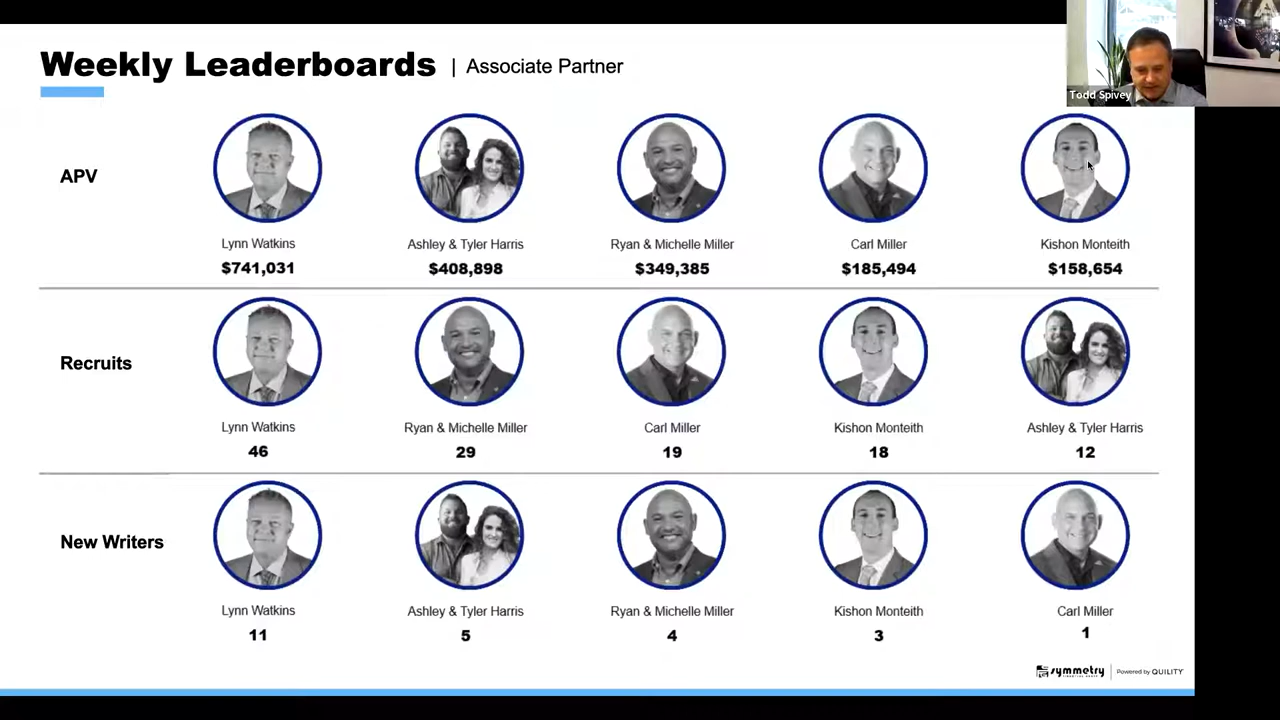 Weekly Leaderboards | Associate Partner
Todd Spivey
APV
Lynn Watkins
Ashley & Tyler Harris
Ryan & Michelle Miller
Carl Miller
Kishon Monteith
$741,031
$408,898
$349,385
$185,494
$158,654
Recruits
Lynn Watkins
Ryan & Michelle Miller
Carl Miller
Kishon Monteith
Ashley & Tyler Harris
46
29
19
18
12
New Writers
Lynn Watkins
Ashley & Tyler Harris
Ryan & Michelle Miller
Kishon Monteith
Carl Miller
11
5
4
3
1
symmetry
Powered by QUILITY